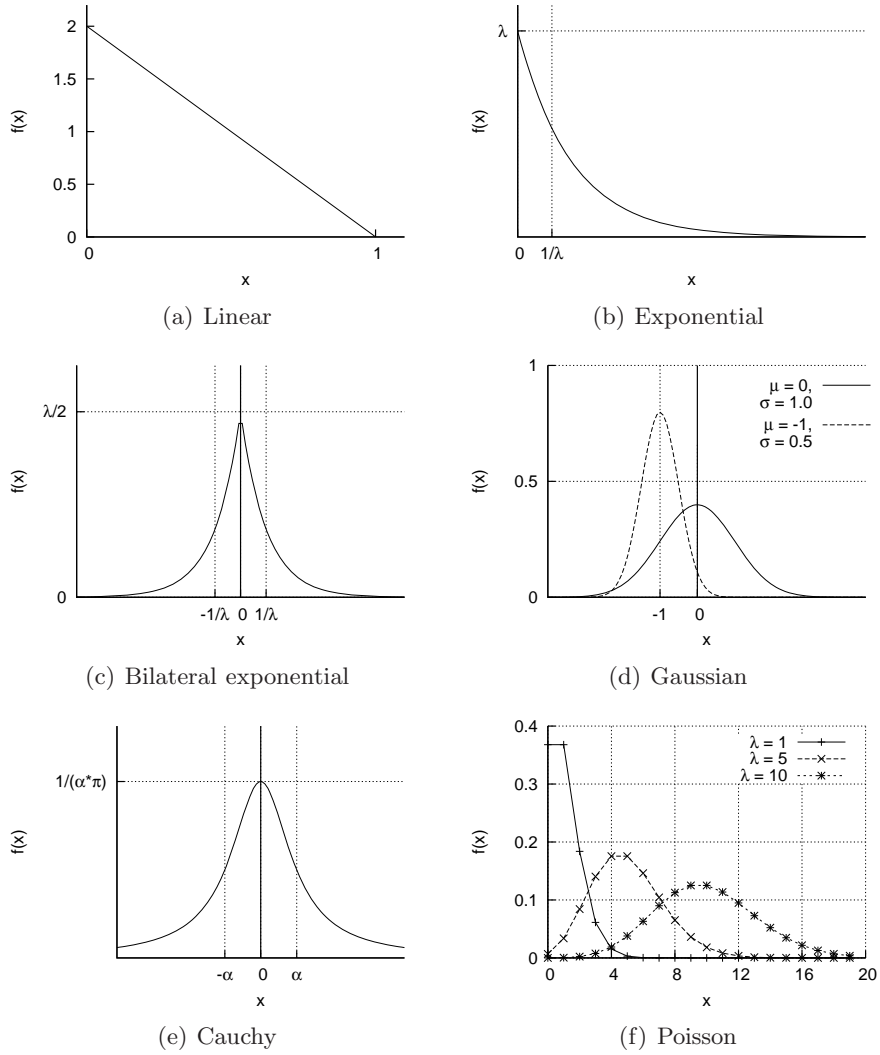 2
1.5
1
0.5
0
f(x)
0
1
x
(a) Linear
λ
f(x)
0
1/λ
x
(b) Exponential
λ/2
f(x)
0
-1/λ
0
1/λ
x
(c) Bilateral exponential
1
0.5
0
f(x)
μ = 0,
σ = 1.0
μ = -1,
σ = 0.5
-1
0
x
(d) Gaussian
1/(α*π)
f(x)
-α
0
α
x
(e) Cauchy
0.4
0.3
0.2
0.1
0
f(x)
λ = 1
λ = 5
λ = 10
0
4
8
12
16
20
x
(f) Poisson